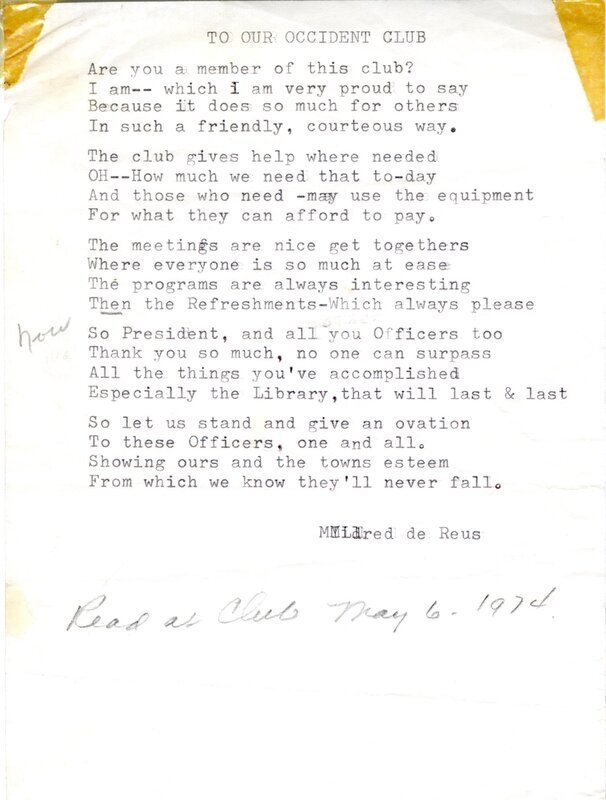 TO OUR OCCIDENT CLUB
Are you a member of this club?
I am-- which I am very proud to say
Because it does so much for others
In such a friendly, courteous way.
The club gives help where needed
OH--How much we need that to-day
And those who need -may use the equipment
For what they can afford to pay.
The meetings are nice get togethers
Where everyone is so much at ease
The programs are always interesting
Then the Refreshments-Which always please
now
So President, and all you Officers too
Thank you so much, no one can surpass
All the things you've accomplished
Especially the Library,that will last & last
So let us stand and give an ovation
To these Officers, one and all.
Showing ours and the towns esteem
From which we know they'll never fall.
Mildred de Reus
Read at Club May 6 - 1974.